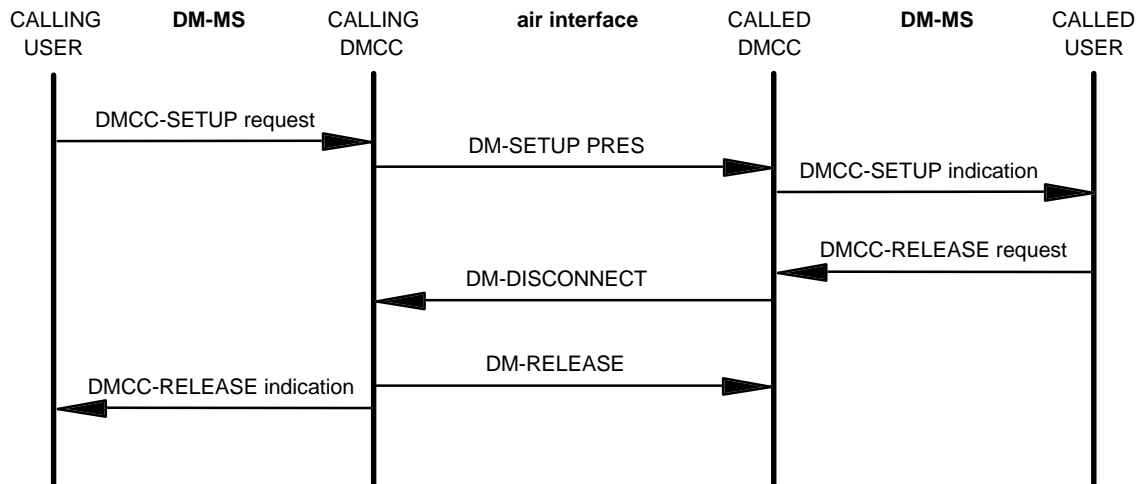 CALLING
USER
DM-MS
CALLING
DMCC
air interface
CALLED
DMCC
DM-MS
CALLED
USER
DMCC-SETUP request
DM-SETUP PRES
DMCC-SETUP indication
DMCC-RELEASE request
DM-DISCONNECT
DM-RELEASE
DMCC-RELEASE indication